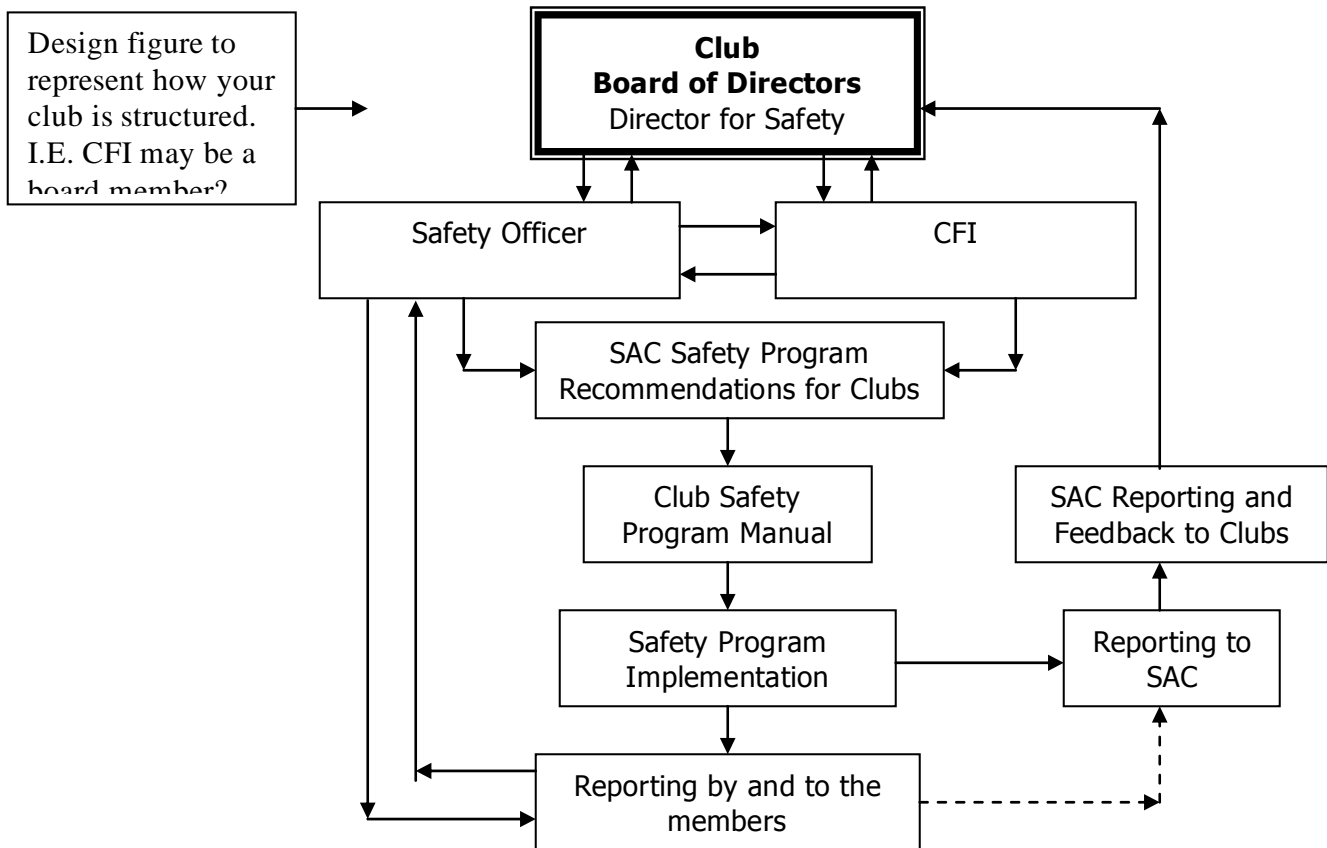 Design figure to
represent how your
club is structured.
I.E. CFI may be a
board member?
Club
Board of Directors
Director for Safety
Safety Officer
CFI
SAC Safety Program
Recommendations for Clubs
Club Safety
Program Manual
SAC Reporting and
Feedback to Clubs
Safety Program
Implementation
Reporting to
SAC
Reporting by and to the
members